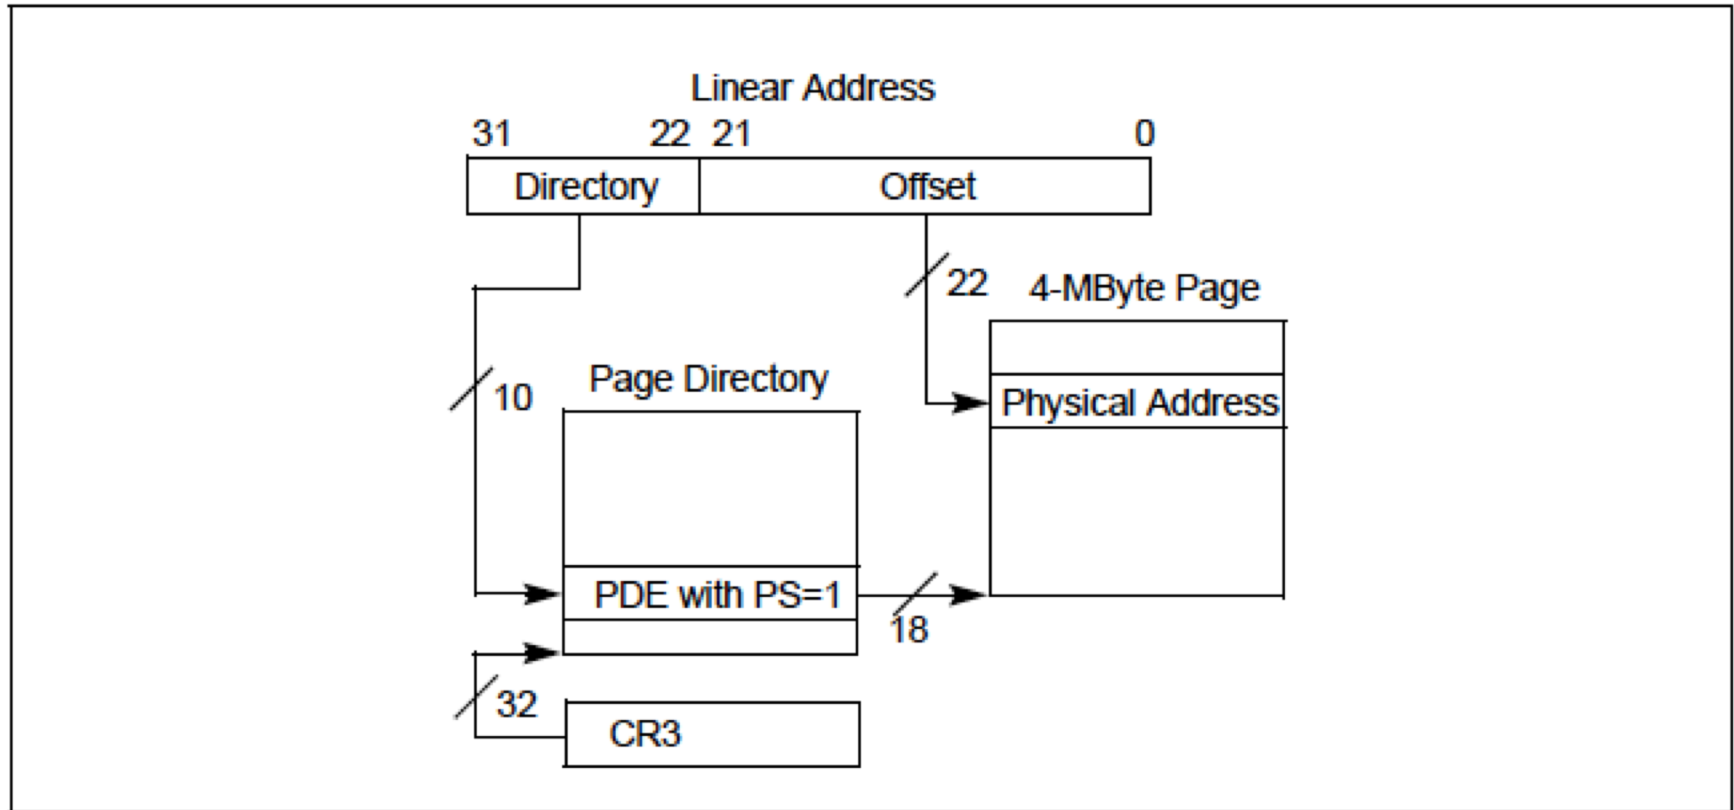 Linear Address
31 22 21 0
Directory Offset
22 4-MByte Page
10 Page Directory
Physical Address
PDE with PS=1
18
32
CR3